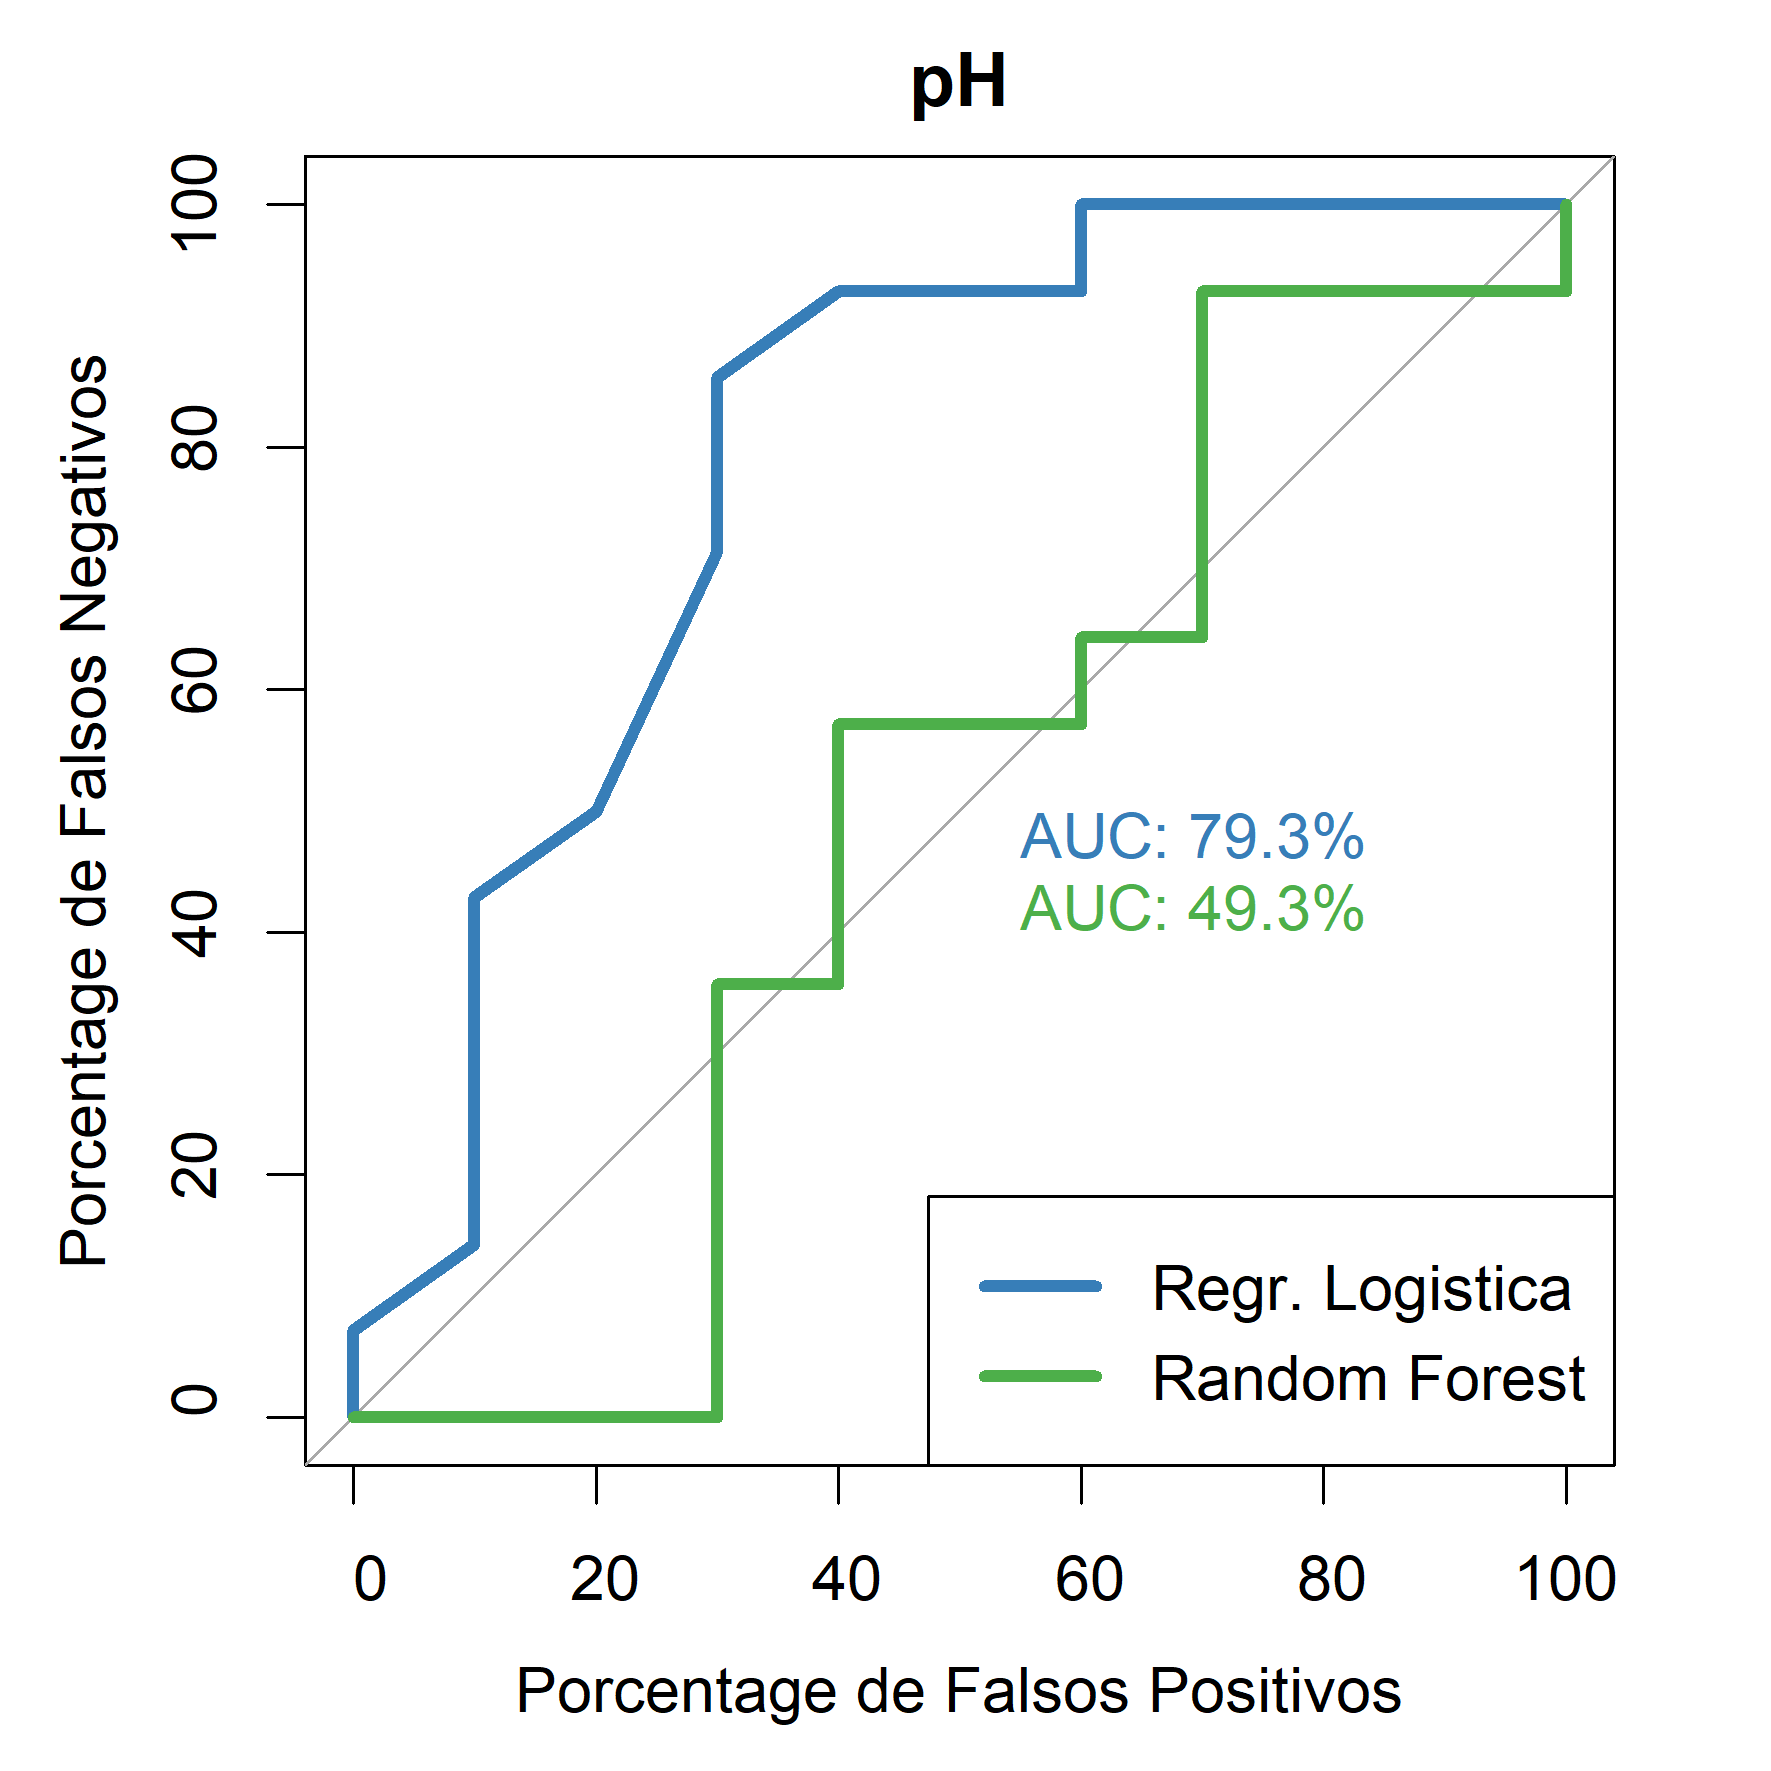 pH
Porcentage de Falsos Negativos
100
80
60
40
20
0
AUC: 79.3%
AUC: 49.3%
Regr. Logistica
Random Forest
0 20 40 60 80 100
Porcentage de Falsos Positivos